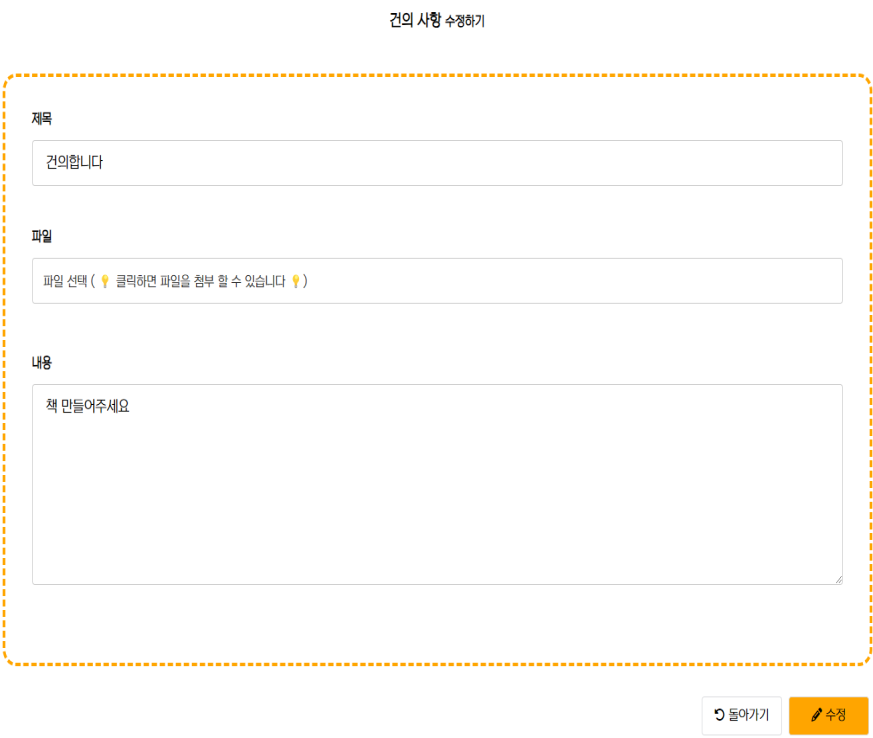 건의 사항 수정하기
제목
건의합니다
파일
파일 선택 ( 💡 클릭하면 파일을 첨부 할 수 있습니다 💡 )
내용
책 만들어주세요
돌아가기 수정